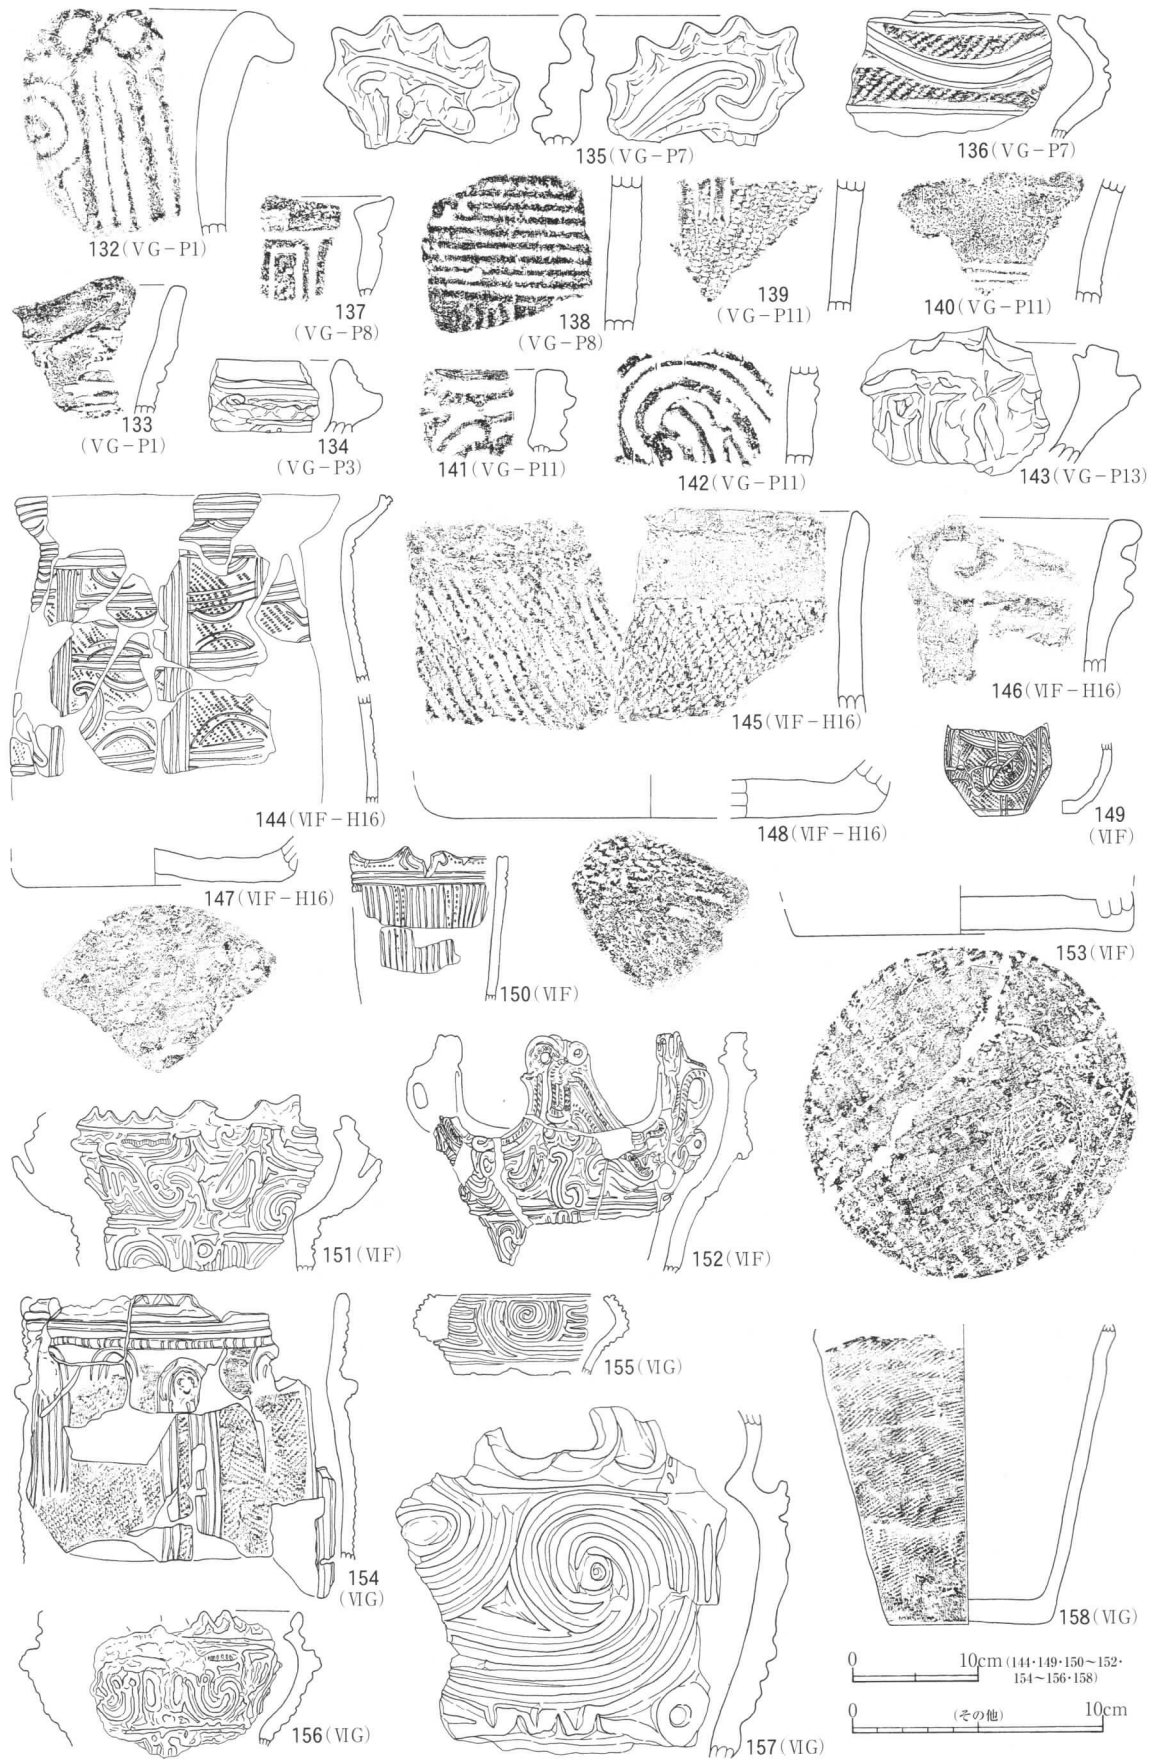 132(VG-P1)
135(VG-P7)
136(VG-P7)
137
(VG-P8)
138
(VG-P8)
139
(VG-P11)
140(VG-P11)
133
(VG-P1)
134
(VG-P3)
141(VG-P11)
142(VG-P11)
143(VG-P13)
144(ⅥF-H16)
145(ⅥF-H16)
146(ⅥF-H16)
147(ⅥF-H16)
148(ⅥF-H16)
149
(ⅥF)
150(ⅥF)
153(ⅥF)
151(ⅥF)
152(ⅥF)
154
(ⅥG)
155(ⅥG)
156(ⅥG)
157(ⅥG)
158(ⅥG)
0 10cm(144・149・150～152・
154～156・158)
0 (その他) 10cm